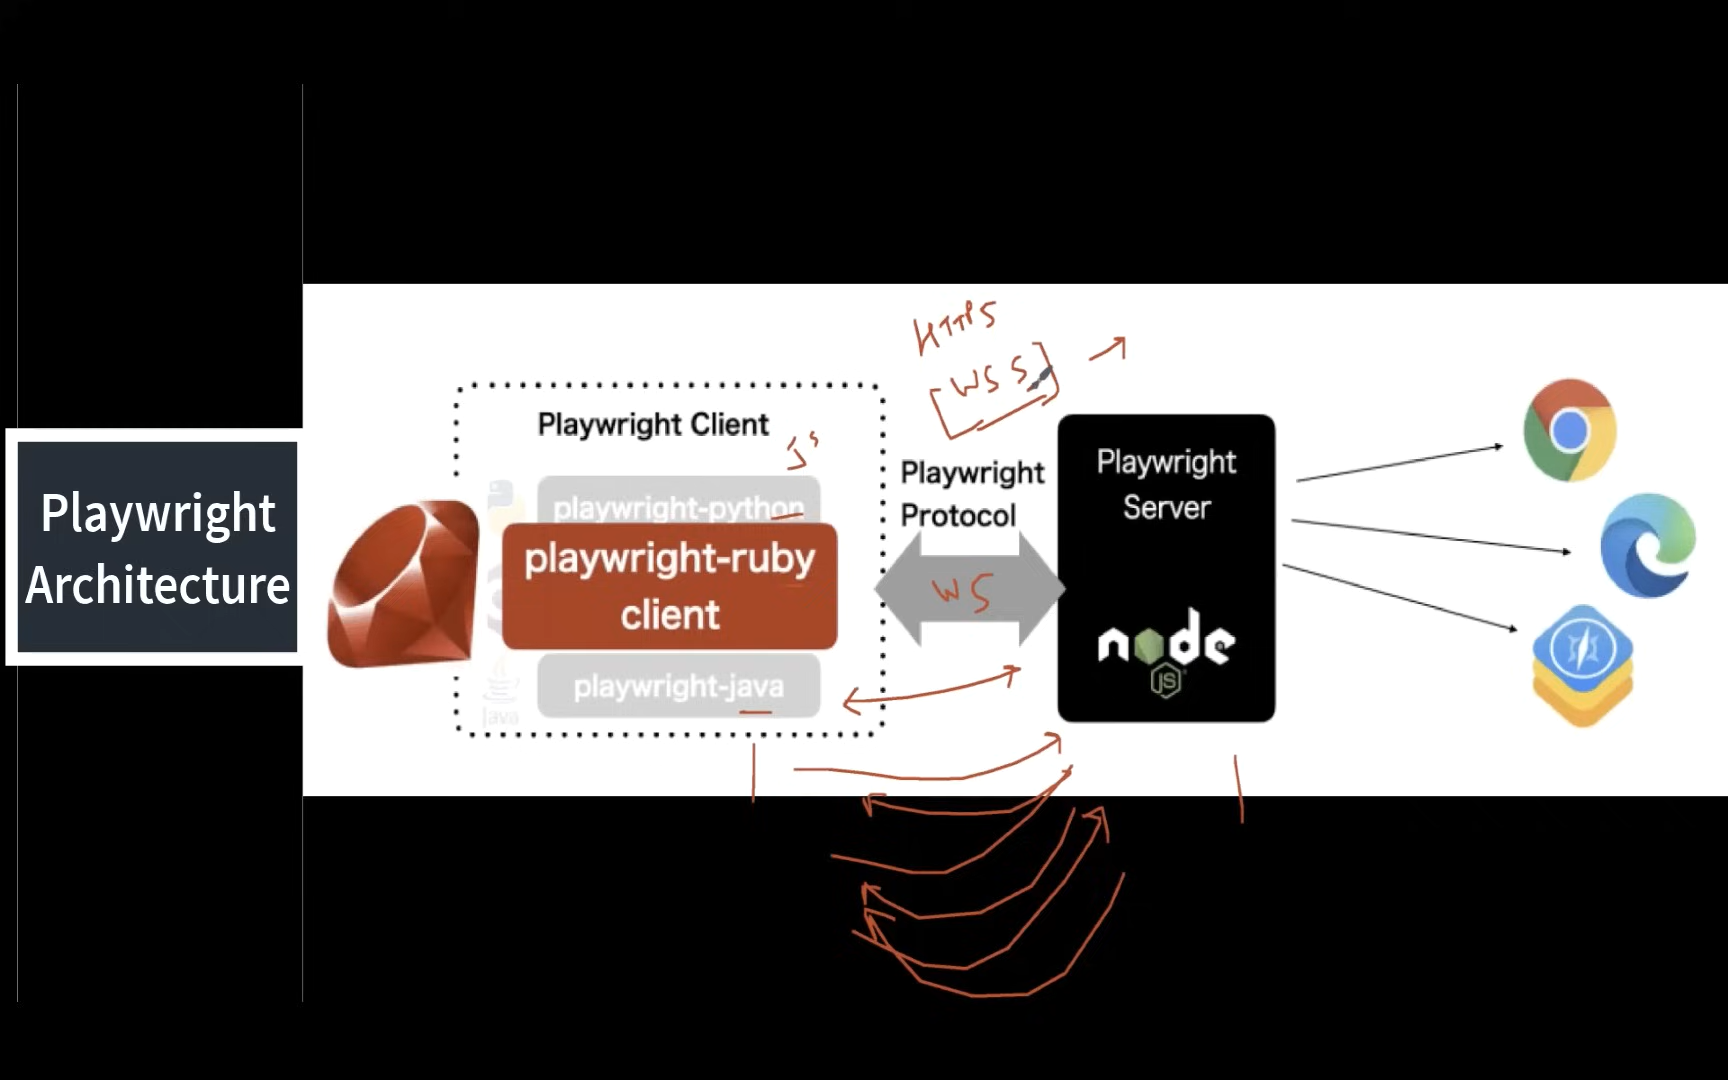 Playwright
Architecture
HTTPS
WSS
Playwright Client
JS
playwright-python
playwright-ruby
client
playwright-java
java
Playwright
Protocol
WS
Playwright
Server
node
JS